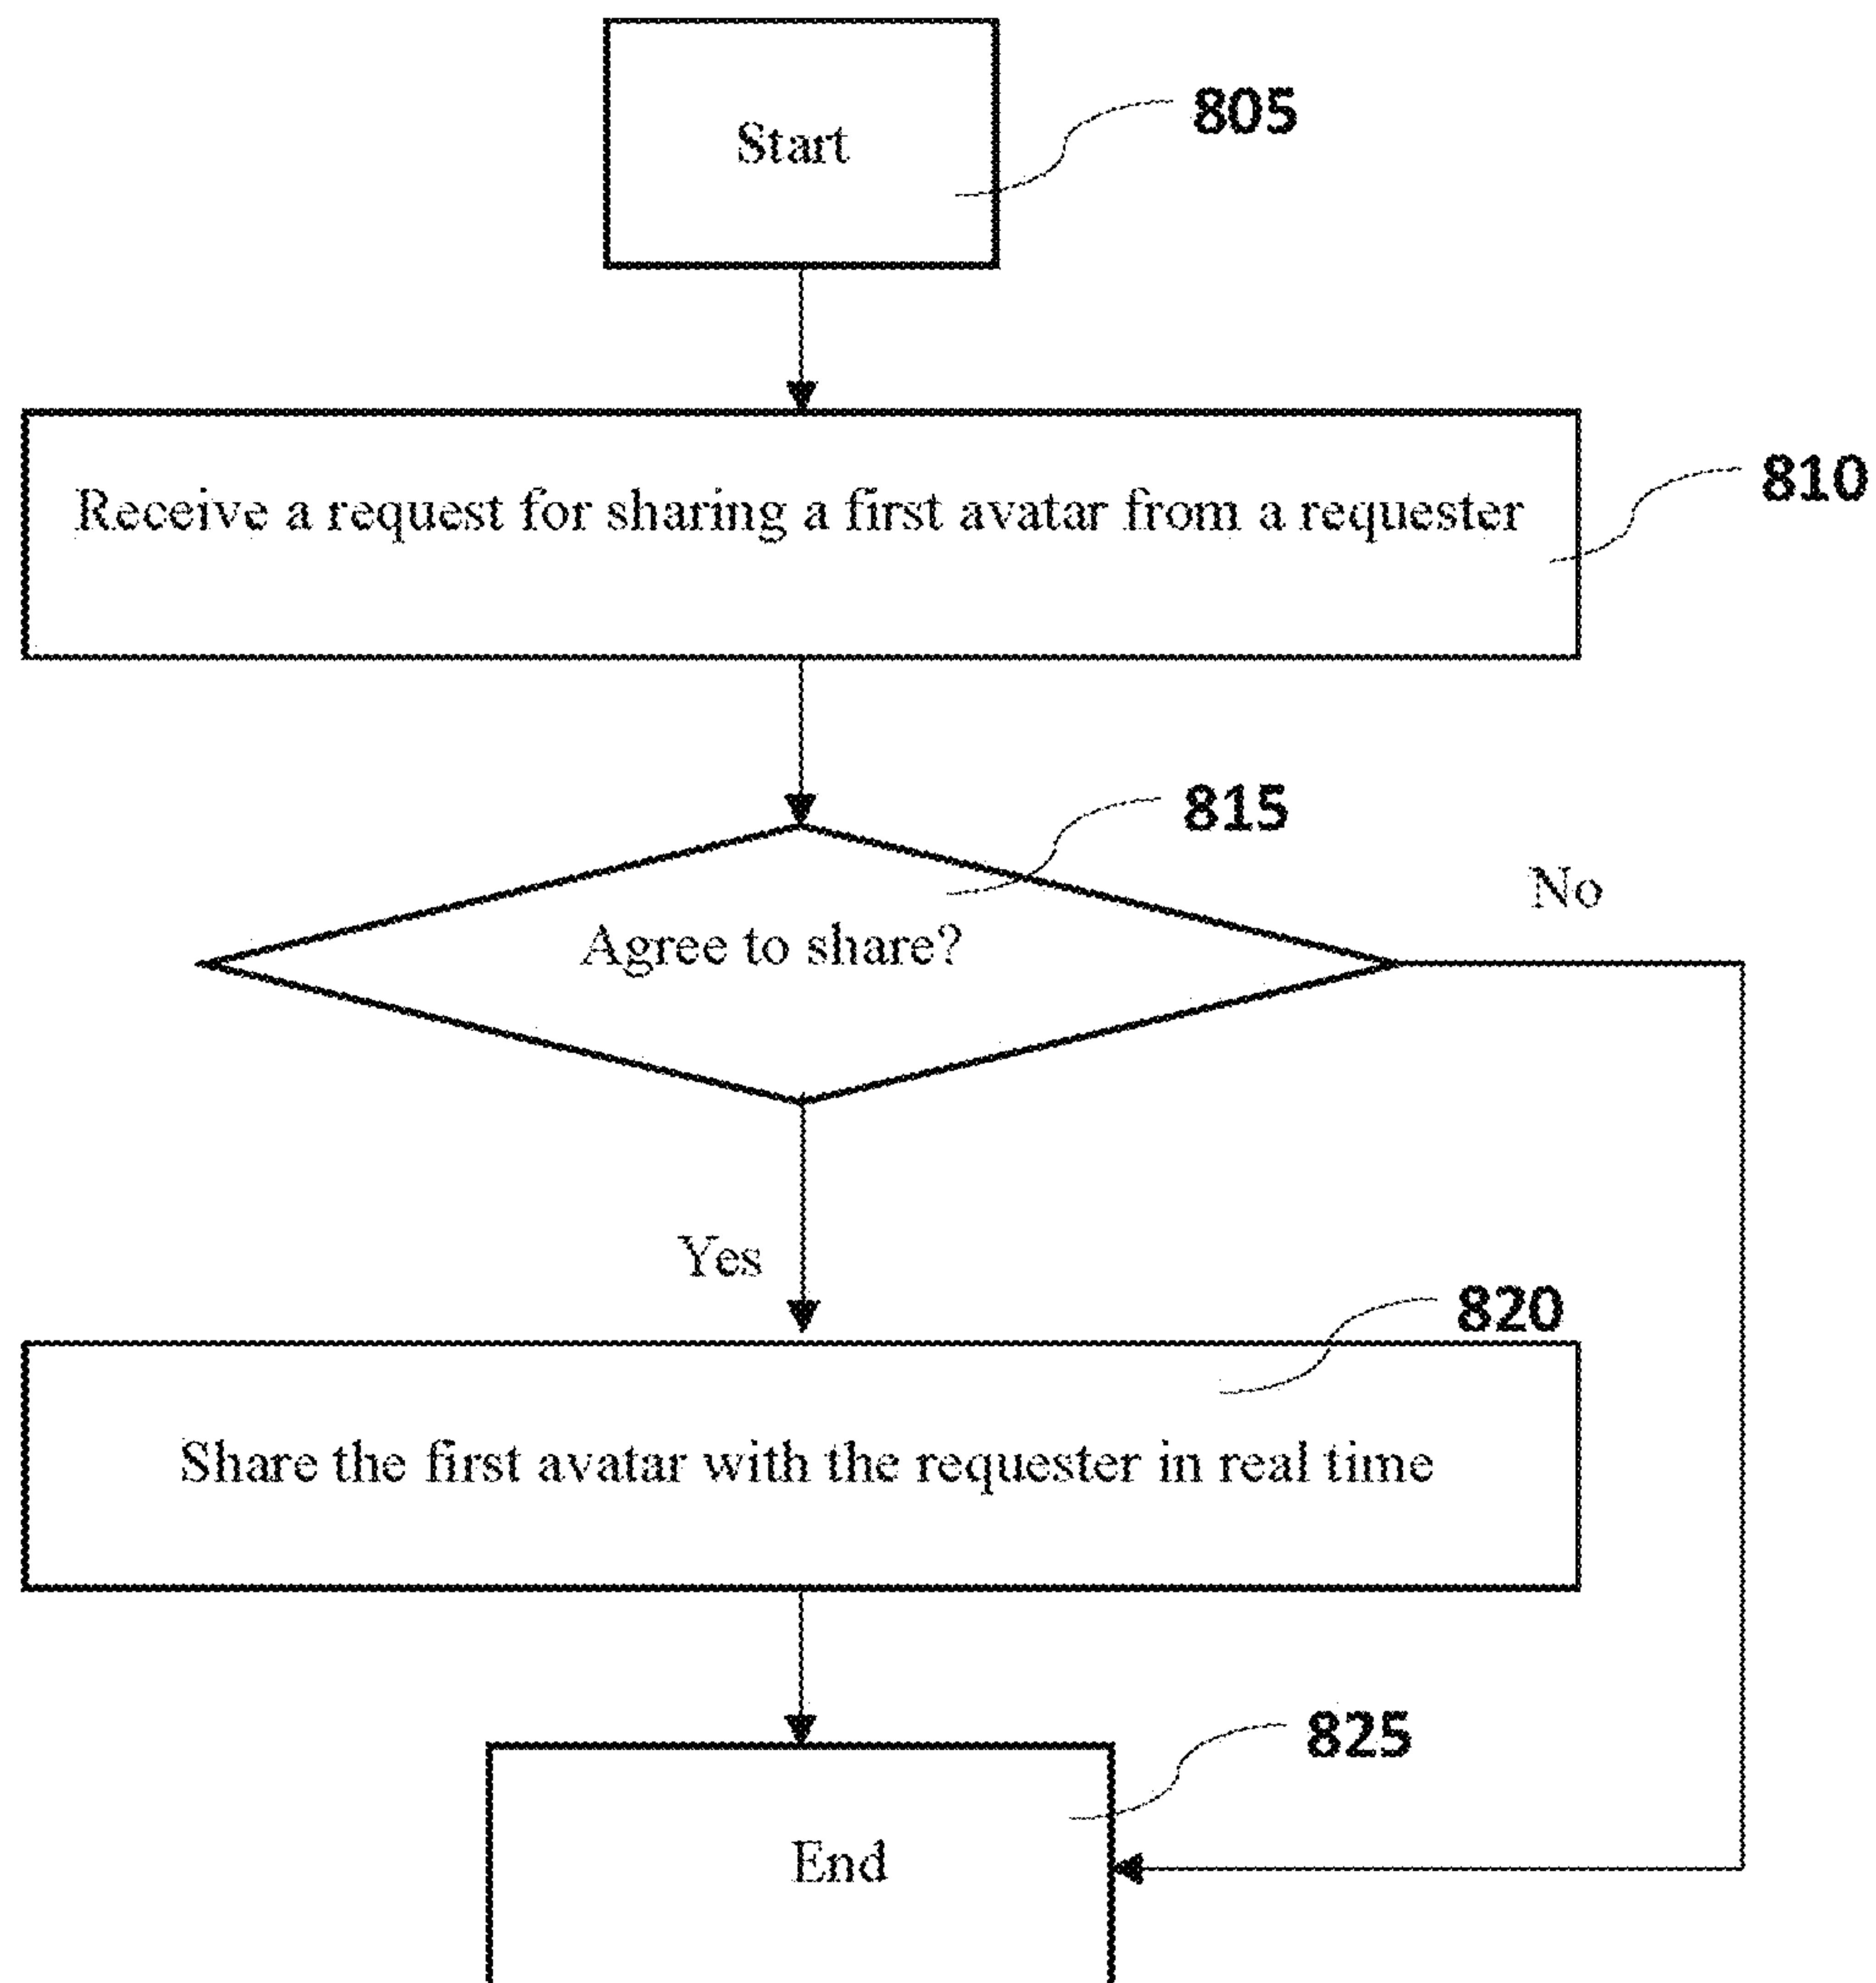 Start
805
Receive a request for sharing a first avatar from a requester
810
815
Agree to share?
No
Yes
820
Share the first avatar with the requester in real time
825
End